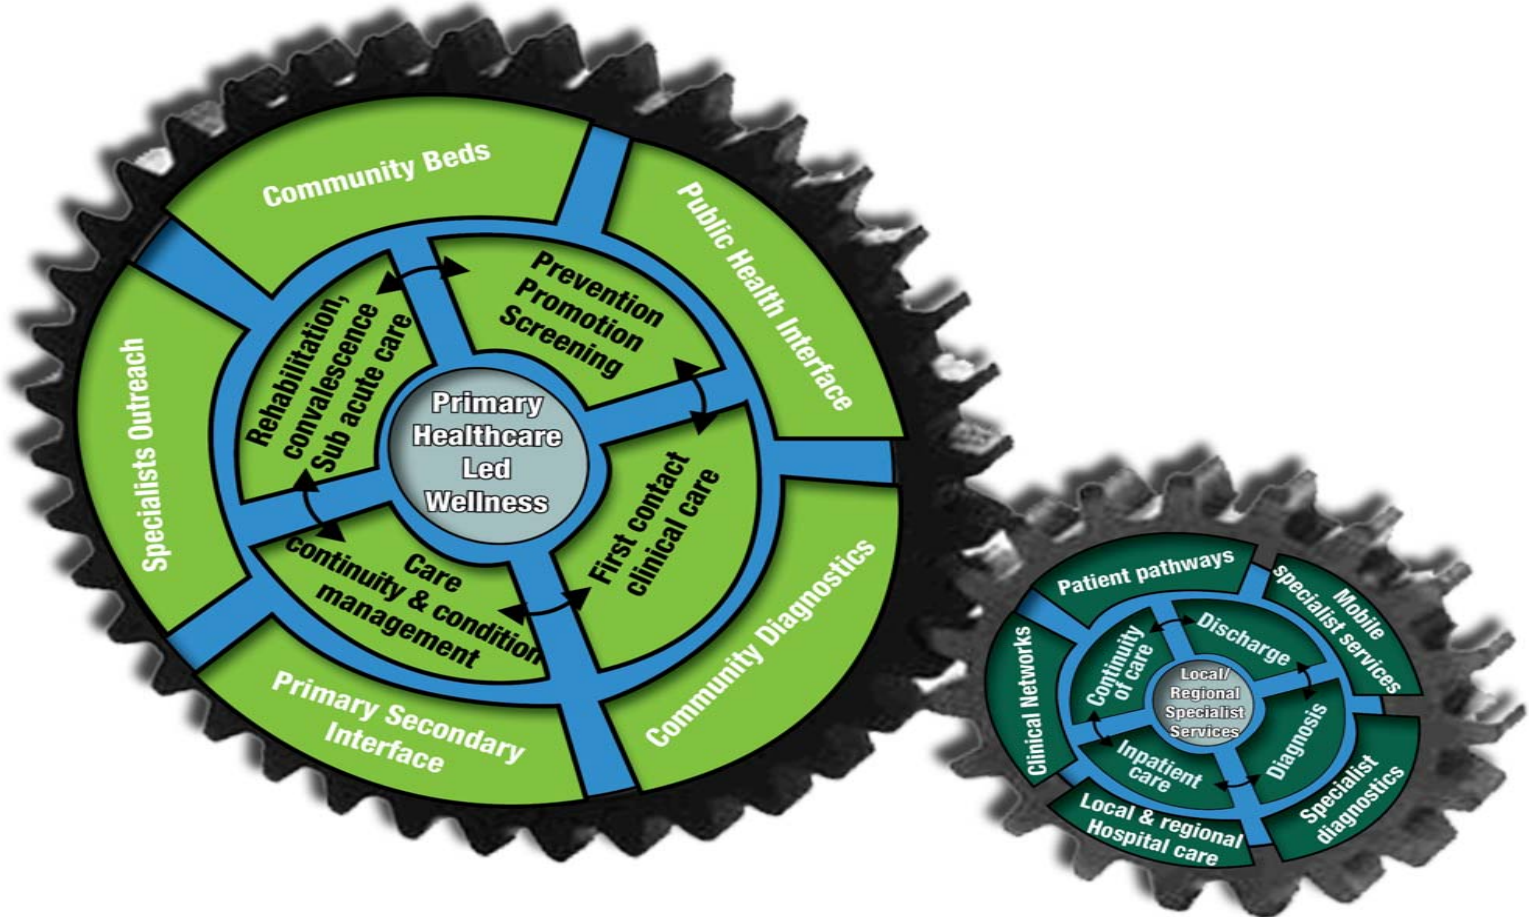 Community Beds
Public Health Interface
Community Diagnostics
Primary Secondary
Interface
Specialists Outreach
Prevention
Promotion
Screening
First contact
clinical care
Care
continuity & condition
management
Rehabilitation,
convalescence
Sub acute care
Primary
Healthcare
Led
Wellness
Patient pathways
Mobile
specialist services
Specialist
diagnostics
Local & regional
Hospital care
Clinical Networks
Discharge
Diagnosis
Inpatient
care
Continuity
of care
Local/
Regional
Specialist
Services